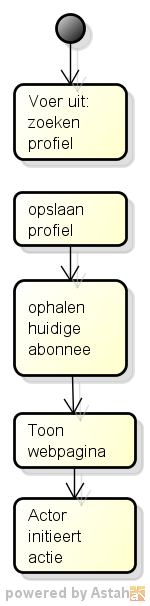 Voer uit:
zoeken
profiel
opslaan
profiel
ophalen
huidige
abonnee
Toon
webpagina
Actor
initieert
actie
powered by Astah